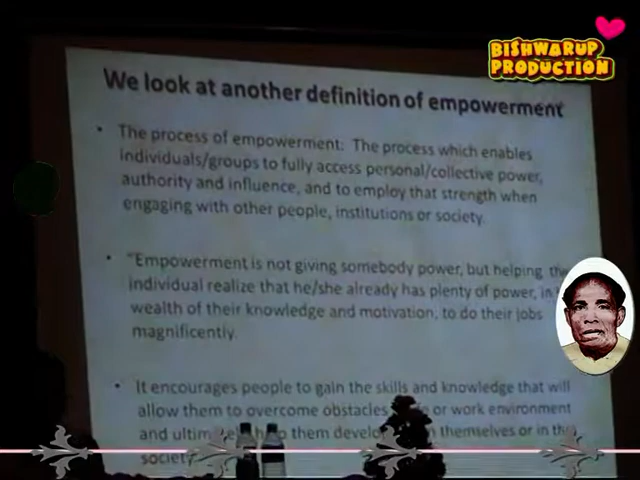 BISHWARUP
PRODUCTION
We look at another definition of empowerment
• The process of empowerment: The process which enables
individuals/groups to fully access personal/collective power,
authority and influence, and to employ that strength when
engaging with other people, institutions or society.
• "Empowerment is not giving somebody power, but helping the
individual realize that he/she already has plenty of power, in
wealth of their knowledge and motivation, to do their jobs
magnificently.
• It encourages people to gain the skills and knowledge that will
allow them to overcome obstacles or work environment
and them themselves or in the
society